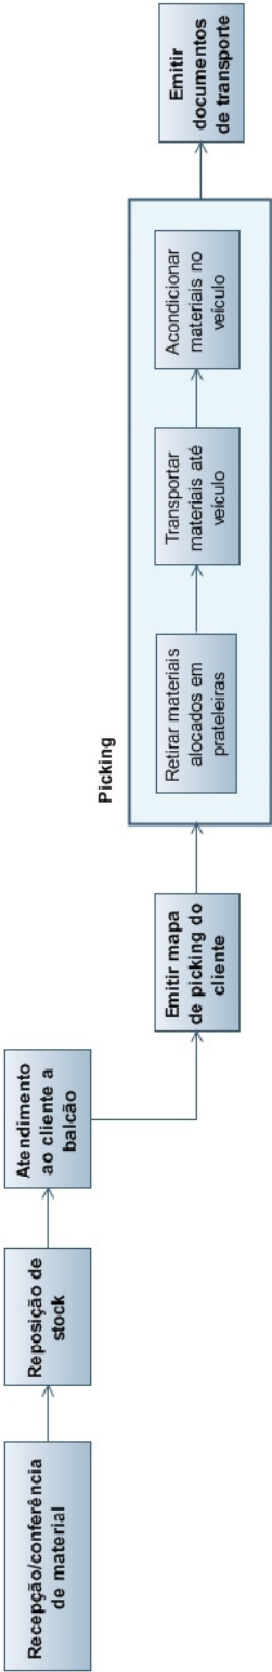 Recepção/conferência
de material
Reposição de
stock
Atendimento
ao cliente a
balcão
Emitir mapa
de picking do
cliente
Picking
Retirar materiais
alocados em
prateleiras
Transportar
materiais até
veículo
Acondicionar
materiais no
veículo
Emitir
documentos
de transporte